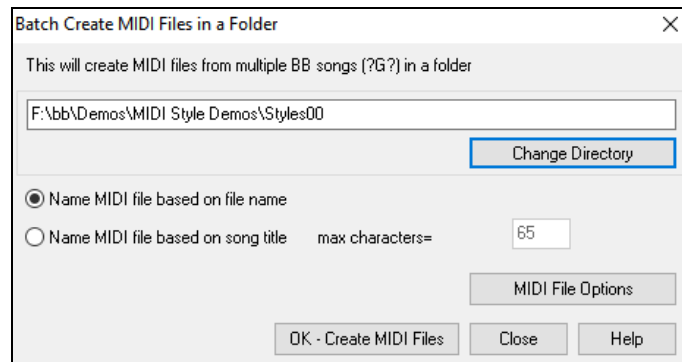 Batch Create MIDI Files in a Folder
This will create MIDI files from multiple BB songs (?G?) in a folder
F:\bb\Demos\MIDI Style Demos\Styles00
Change Directory
Name MIDI file based on file name
Name MIDI file based on song title max characters= 65
MIDI File Options
OK - Create MIDI Files Close Help